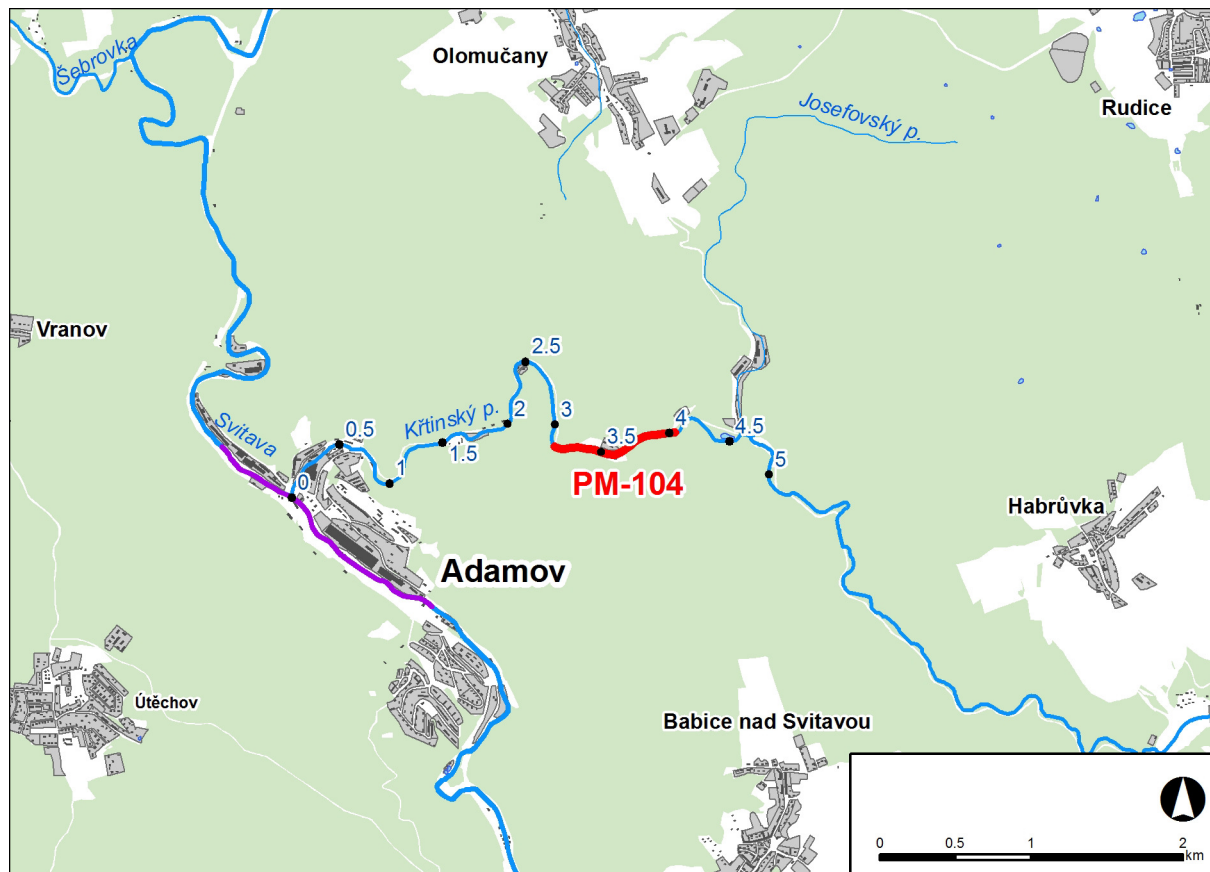 Šebrovka
Olomučany
Rudice
Josefovský p.
Vranov
2.5
Křtinský p.
2
3
Svitava
0.5
1.5
3.5
4
4.5
1
5
0
PM-104
Habrůvka
Adamov
Útěchov
Babice nad Svitavou
0 0.5 1 2
km